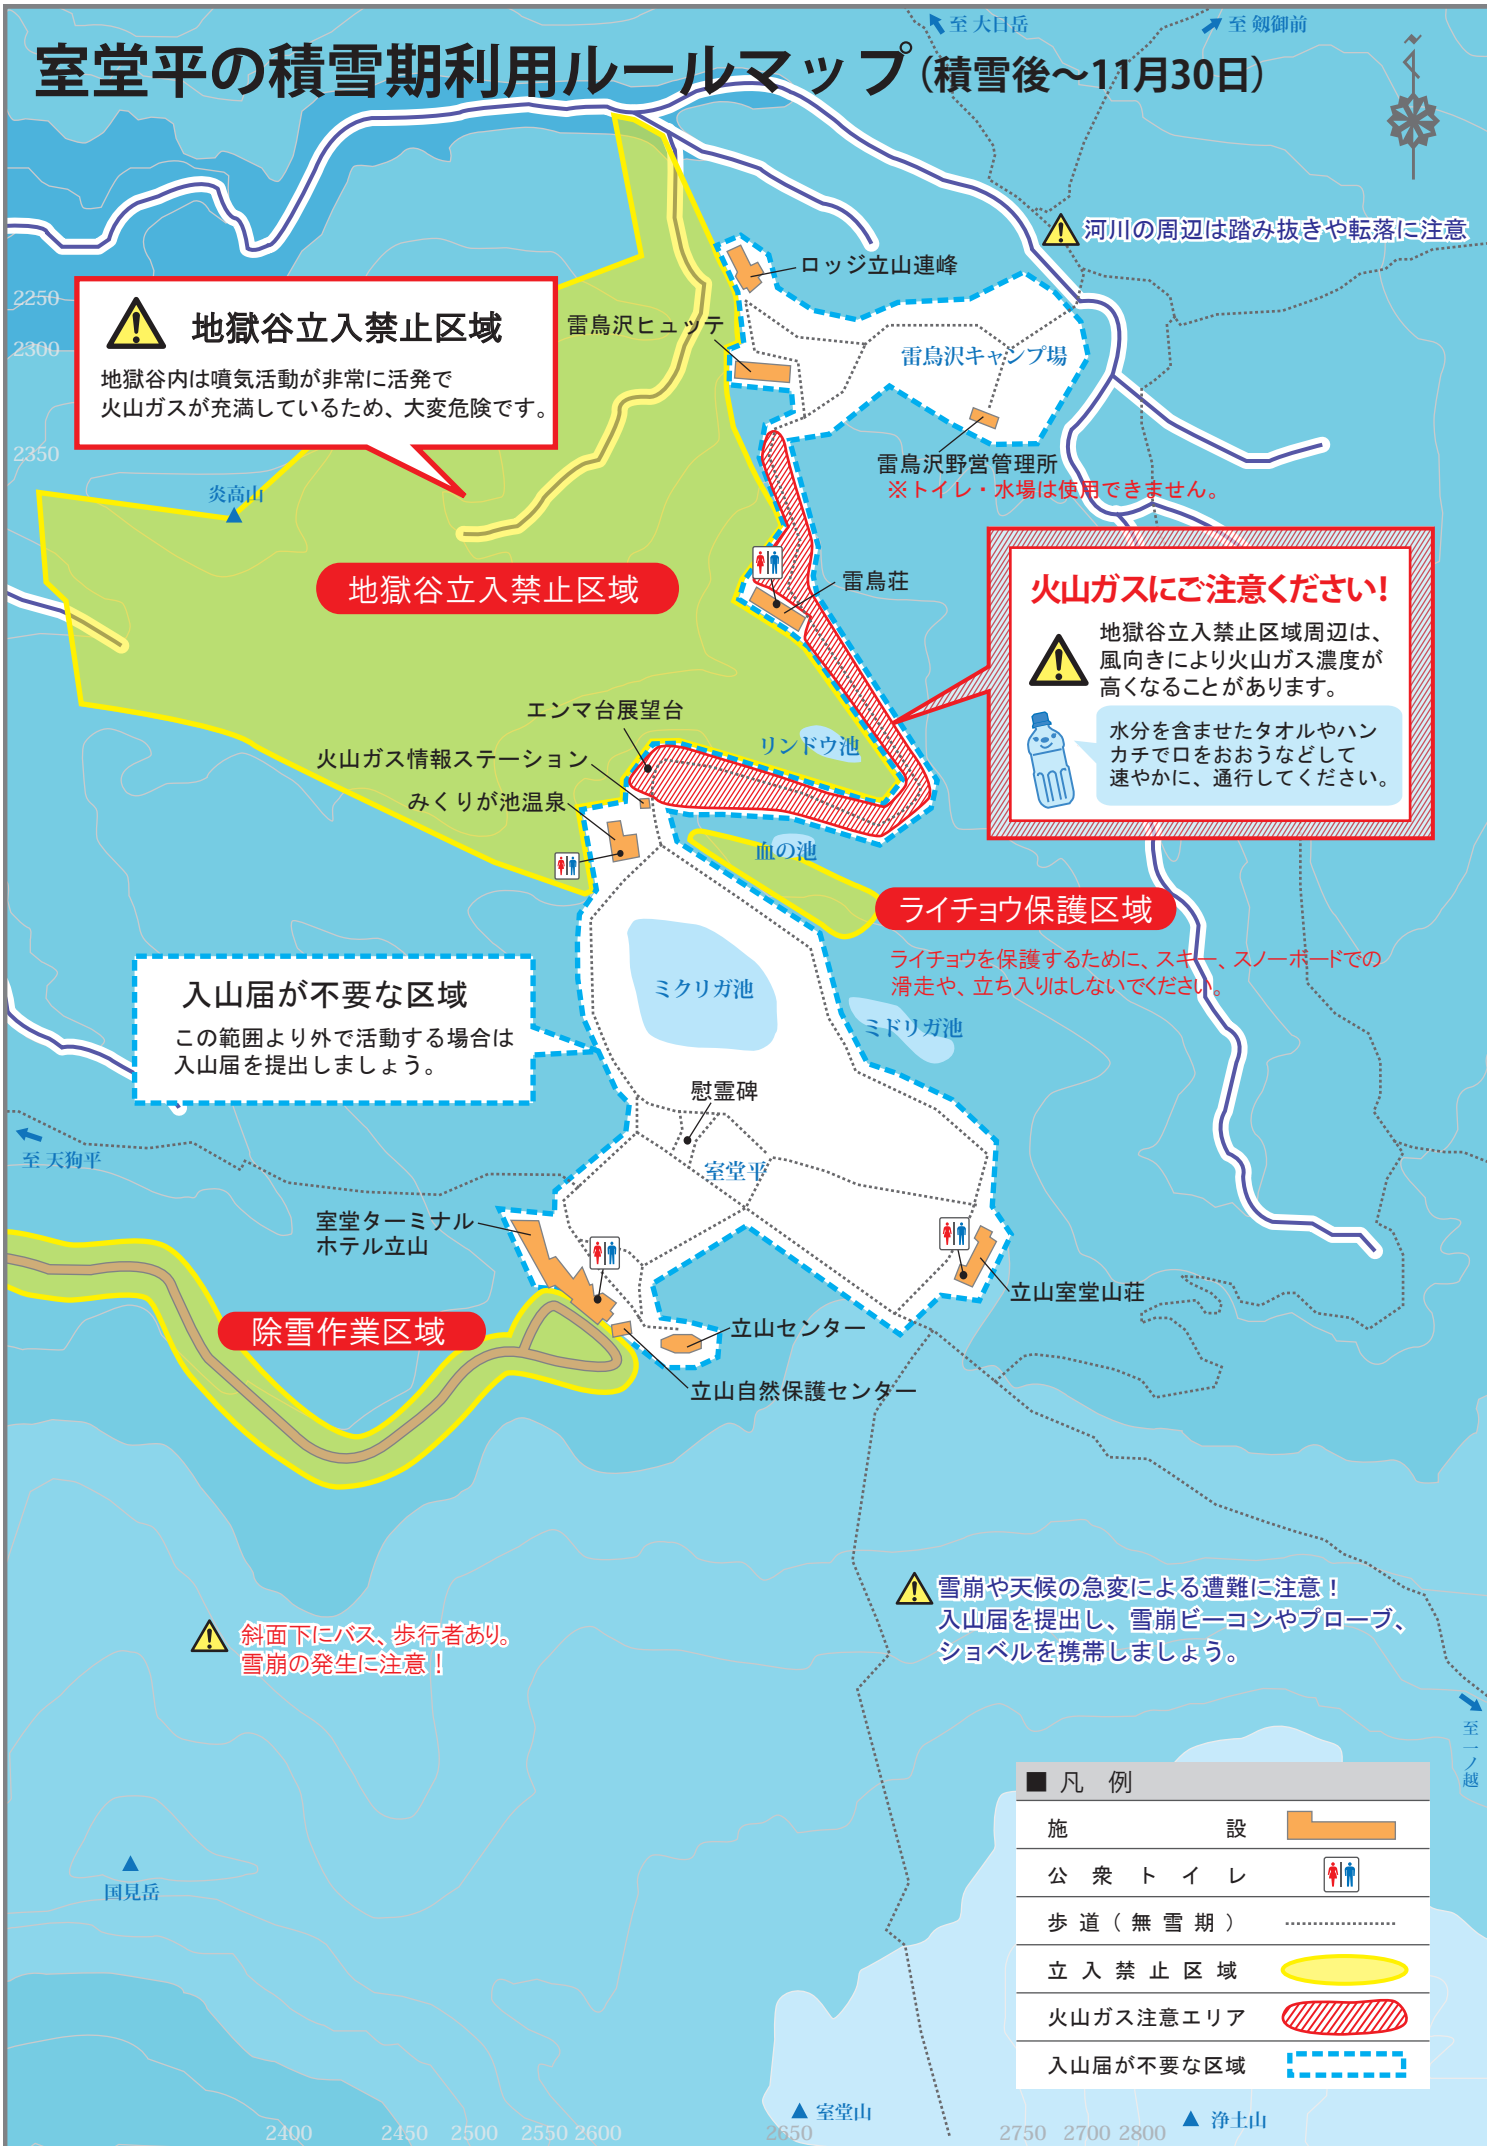 室堂平の積雪期利用ルールマップ（積雪後～11月30日）
至 大日岳
至 剱御前
河川の周辺は踏み抜きや転落に注意
ロッジ立山連峰
2250
地獄谷立入禁止区域
雷鳥沢ヒュッテ
2300
雷鳥沢キャンプ場
地獄谷内は噴気活動が非常に活発で
火山ガスが充満しているため、大変危険です。
2350
雷鳥沢野営管理所
※トイレ・水場は使用できません。
炎高山
地獄谷立入禁止区域
雷鳥荘
火山ガスにご注意ください!
地獄谷立入禁止区域周辺は、
風向きにより火山ガス濃度が
高くなることがあります。
水分を含ませたタオルやハン
カチで口をおおうなどして
速やかに、通行してください。
エンマ台展望台
リンドウ池
火山ガス情報ステーション
みくりが池温泉
血の池
ライチョウ保護区域
ライチョウを保護するために、スキー、スノーボードでの
滑走や、立ち入りはしないでください。
入山届が不要な区域
この範囲より外で活動する場合は
入山届を提出しましょう。
ミクリガ池
ミドリガ池
慰霊碑
至 天狗平
室堂平
室堂ターミナル
ホテル立山
立山室堂山荘
除雪作業区域
立山センター
立山自然保護センター
雪崩や天候の急変による遭難に注意！
入山届を提出し、雪崩ビーコンやプローブ、
ショベルを携帯しましょう。
斜面下にバス、歩行者あり。
雪崩の発生に注意！
至一ノ越
国見岳
■ 凡 例
施 設
公 衆 ト イ レ
歩 道 （ 無 雪 期 ）
立 入 禁 止 区 域
火山ガス注意エリア
入山届が不要な区域
室堂山
浄土山
2400 2450 2500 2550 2600 2650 2750 2700 2800